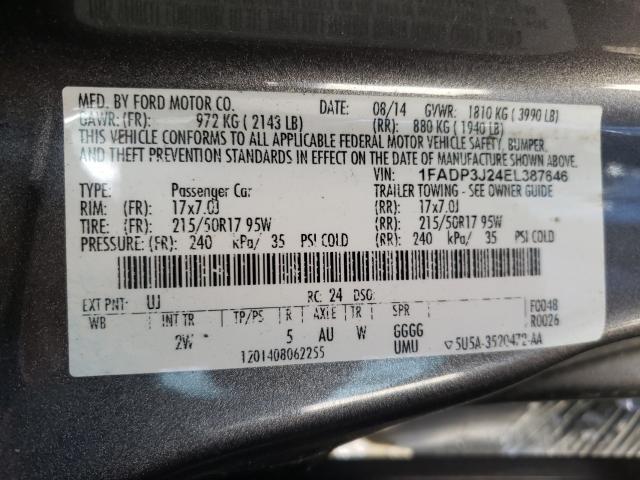 MFD. BY FORD MOTOR CO. DATE: 08/14 GVWR: 1810 KG ( 3990 LB)
GAWR: (FR): 972 KG ( 2143 LB) (RR): 880 KG ( 1940 LB)
THIS VEHICLE CONFORMS TO ALL APPLICABLE FEDERAL MOTOR VEHICLE SAFETY, BUMPER,
AND THEFT PREVENTION STANDARDS IN EFFECT ON THE DATE OF MANUFACTURE SHOWN ABOVE.
VIN: 1FADP3J24EL387646
TYPE: Passenger Car TRAILER TOWING - SEE OWNER GUIDE
RIM: (FR): 17x7.0J (RR): 17x7.0J
TIRE: (FR): 215/50R17 95W (RR): 215/50R17 95W
PRESSURE: (FR): 240 kPa/ 35 PSI COLD (RR): 240 kPa/ 35 PSI COLD
EXT PNT: UJ RC: 24 DSO: F0048
WB INT TR TP/PS R AXLE TR SPR R0026
2W 5 AU W GGGG
1201408062255 UMU ▽5U5A-3520472-AA